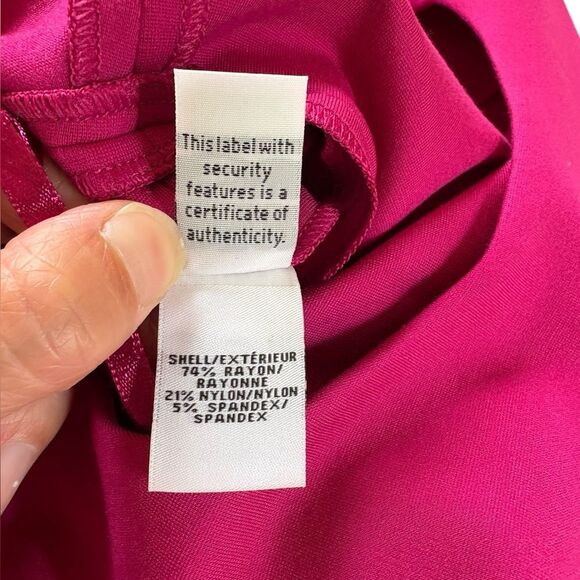 This label with
security
features is a
certificate of
authenticity.
SHELL/EXTÉRIEUR
74% RAYON/
RAYONNE
21% NYLON/NYLON
5% SPANDEX/
SPANDEX